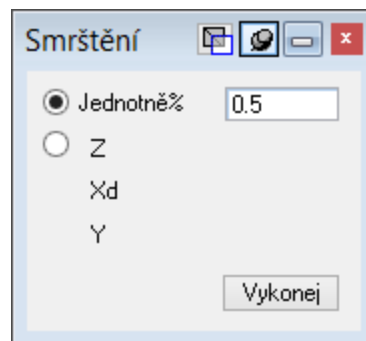 Smrštění
Jednotně% 0.5
Z
Xd
Y
Vykonej